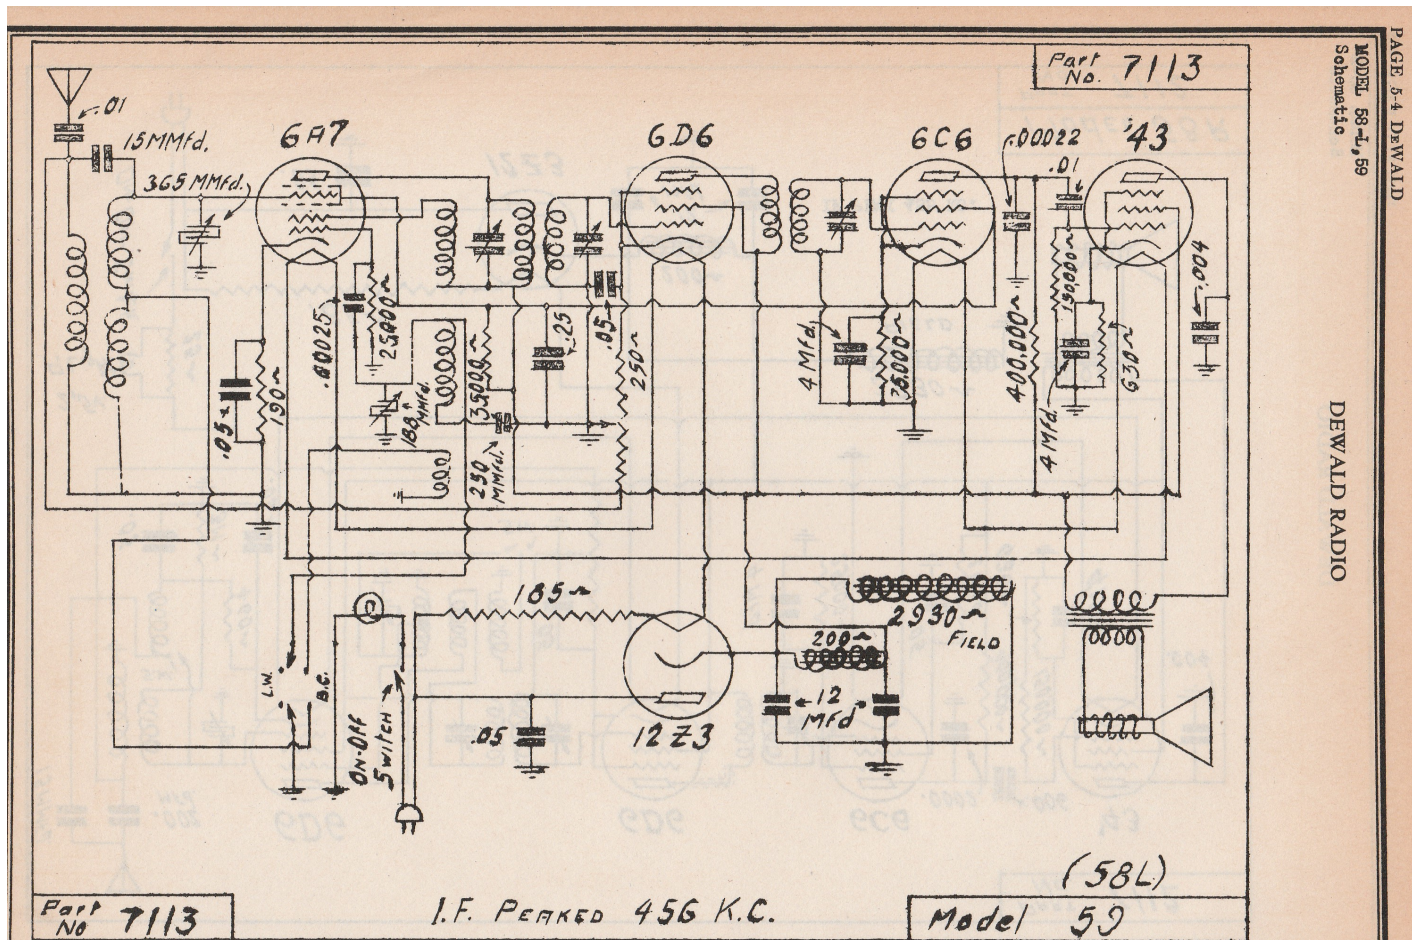 PAGE 5-4 DEWALD
MODEL 58-L, 59
Schematic
DEWALD RADIO
Part No. 7113
.01
15 MMfd.
365 MMfd.
6A7
6D6
6C6
.00022
.01
'43
.05
190~
.00025
25000~
188 MMfd.
35000~
250 MMfd.
.25
.05
250~
4 Mfd.
35000~
400,000~
150,000~
4 Mfd.
630~
.004
185~
L.W.
B.C.
ON-OFF
SWITCH
.05
12Z3
200~
12
MFd
2930~
FIELD
(58L)
Part No 7113
I.F. PEAKED 456 K.C.
Model 59